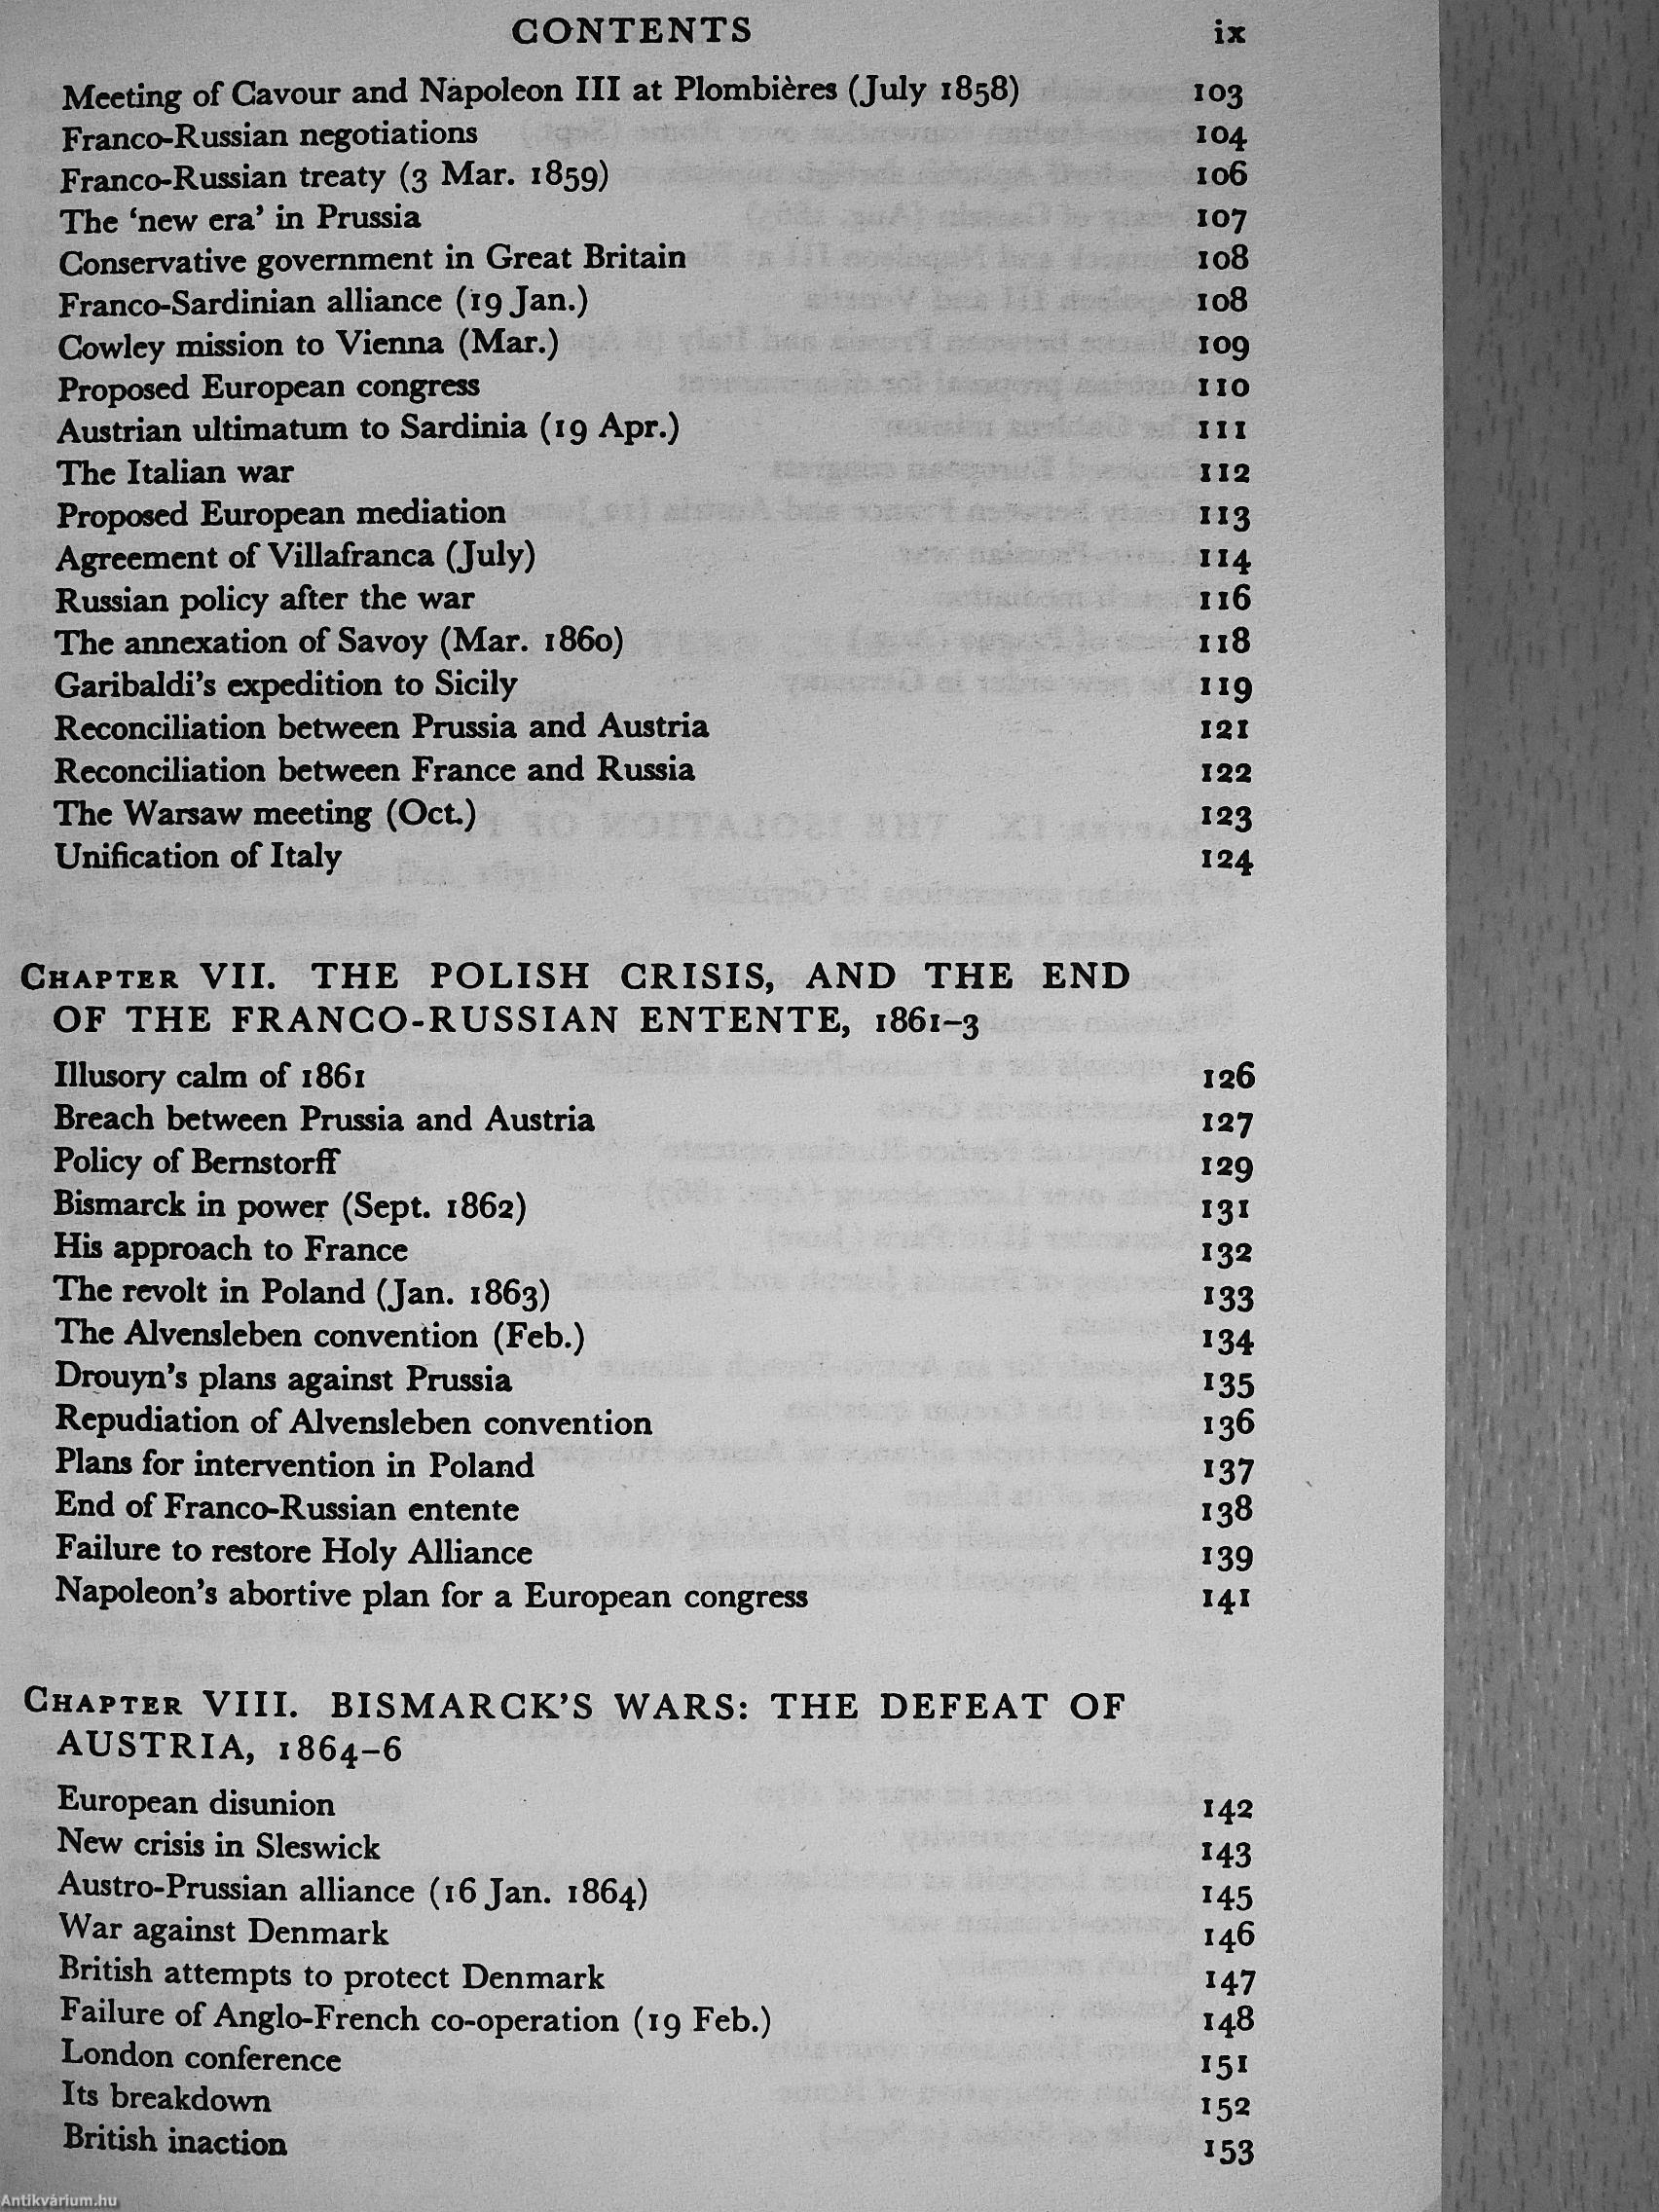 CONTENTS ix
Meeting of Cavour and Napoleon III at Plombières (July 1858) 103
Franco-Russian negotiations 104
Franco-Russian treaty (3 Mar. 1859) 106
The ‘new era’ in Prussia 107
Conservative government in Great Britain 108
Franco-Sardinian alliance (19 Jan.) 108
Cowley mission to Vienna (Mar.) 109
Proposed European congress 110
Austrian ultimatum to Sardinia (19 Apr.) 111
The Italian war 112
Proposed European mediation 113
Agreement of Villafranca (July) 114
Russian policy after the war 116
The annexation of Savoy (Mar. 1860) 118
Garibaldi’s expedition to Sicily 119
Reconciliation between Prussia and Austria 121
Reconciliation between France and Russia 122
The Warsaw meeting (Oct.) 123
Unification of Italy 124
CHAPTER VII. THE POLISH CRISIS, AND THE END
OF THE FRANCO-RUSSIAN ENTENTE, 1861–3
Illusory calm of 1861 126
Breach between Prussia and Austria 127
Policy of Bernstorff 129
Bismarck in power (Sept. 1862) 131
His approach to France 132
The revolt in Poland (Jan. 1863) 133
The Alvensleben convention (Feb.) 134
Drouyn’s plans against Prussia 135
Repudiation of Alvensleben convention 136
Plans for intervention in Poland 137
End of Franco-Russian entente 138
Failure to restore Holy Alliance 139
Napoleon’s abortive plan for a European congress 141
CHAPTER VIII. BISMARCK’S WARS: THE DEFEAT OF
AUSTRIA, 1864–6
European disunion 142
New crisis in Sleswick 143
Austro-Prussian alliance (16 Jan. 1864) 145
War against Denmark 146
British attempts to protect Denmark 147
Failure of Anglo-French co-operation (19 Feb.) 148
London conference 151
Its breakdown 152
British inaction 153
Antikvárium.hu